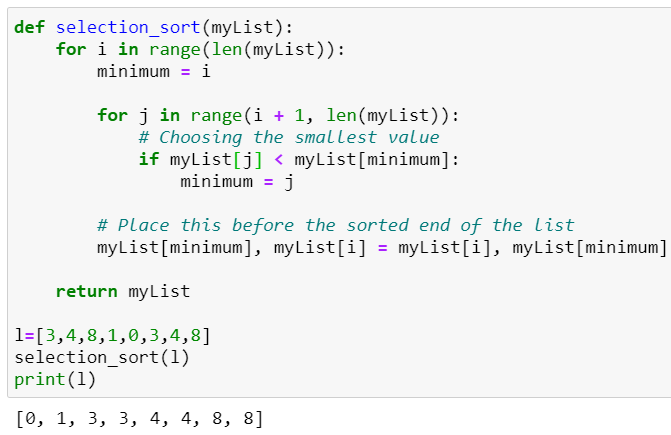 def selection_sort(myList):
    for i in range(len(myList)):
        minimum = i

        for j in range(i + 1, len(myList)):
            # Choosing the smallest value
            if myList[j] < myList[minimum]:
                minimum = j

        # Place this before the sorted end of the list
        myList[minimum], myList[i] = myList[i], myList[minimum]

    return myList

l=[3,4,8,1,0,3,4,8]
selection_sort(l)
print(l)
[0, 1, 3, 3, 4, 4, 8, 8]